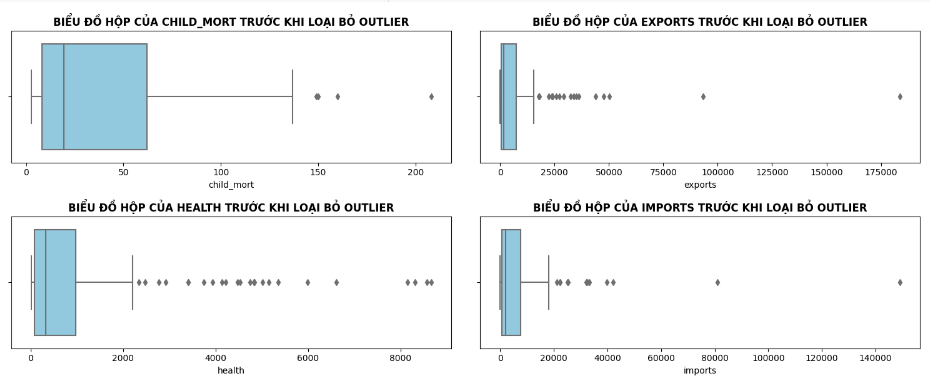 BIỂU ĐỒ HỘP CỦA CHILD_MORT TRƯỚC KHI LOẠI BỎ OUTLIER
0 50 100 150 200
child_mort
BIỂU ĐỒ HỘP CỦA EXPORTS TRƯỚC KHI LOẠI BỎ OUTLIER
0 25000 50000 75000 100000 125000 150000 175000
exports
BIỂU ĐỒ HỘP CỦA HEALTH TRƯỚC KHI LOẠI BỎ OUTLIER
0 2000 4000 6000 8000
health
BIỂU ĐỒ HỘP CỦA IMPORTS TRƯỚC KHI LOẠI BỎ OUTLIER
0 20000 40000 60000 80000 100000 120000 140000
imports